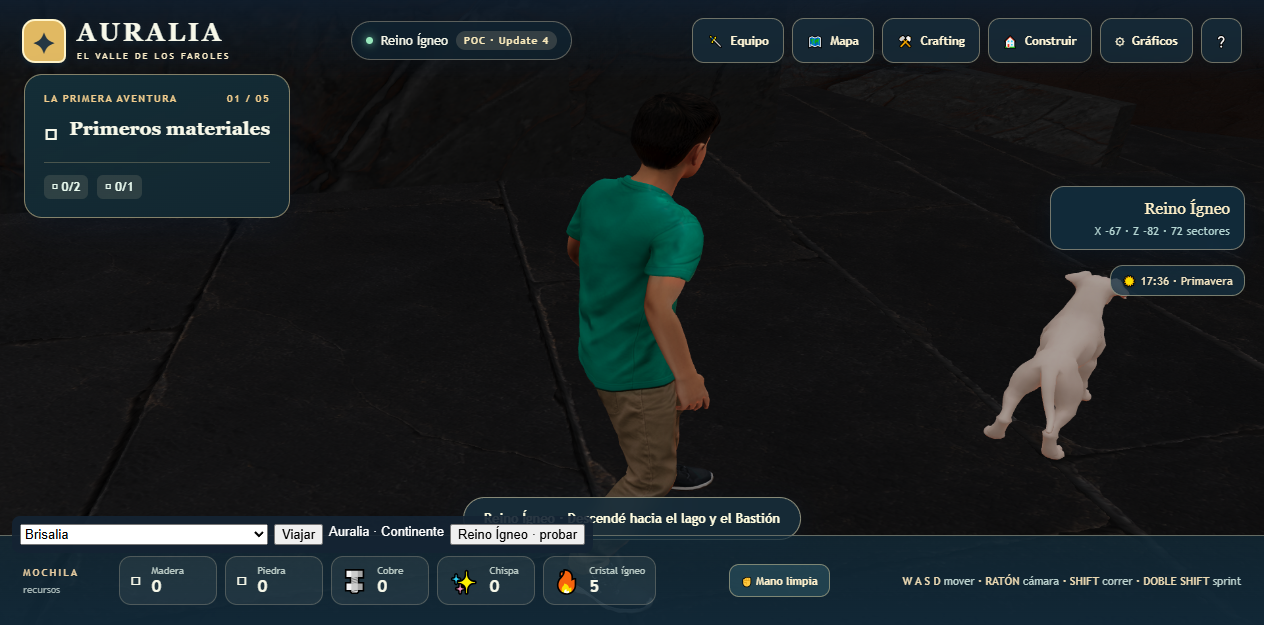 AURALIA
EL VALLE DE LOS FAROLES
Reino Ígneo POC · Update 4
Equipo
Mapa
Crafting
Construir
Gráficos
?
LA PRIMERA AVENTURA 01 / 05
Primeros materiales
0/2 0/1
Reino Ígneo
X -67 · Z -82 · 72 sectores
17:36 · Primavera
Reino Ígneo · Descendé hacia el lago y el Bastión
Brisalia Viajar Auralia · Continente Reino Ígneo · probar
MOCHILA
recursos
Madera
0
Piedra
0
Cobre
0
Chispa
0
Cristal ígneo
5
Mano limpia
W A S D mover · RATÓN cámara · SHIFT correr · DOBLE SHIFT sprint